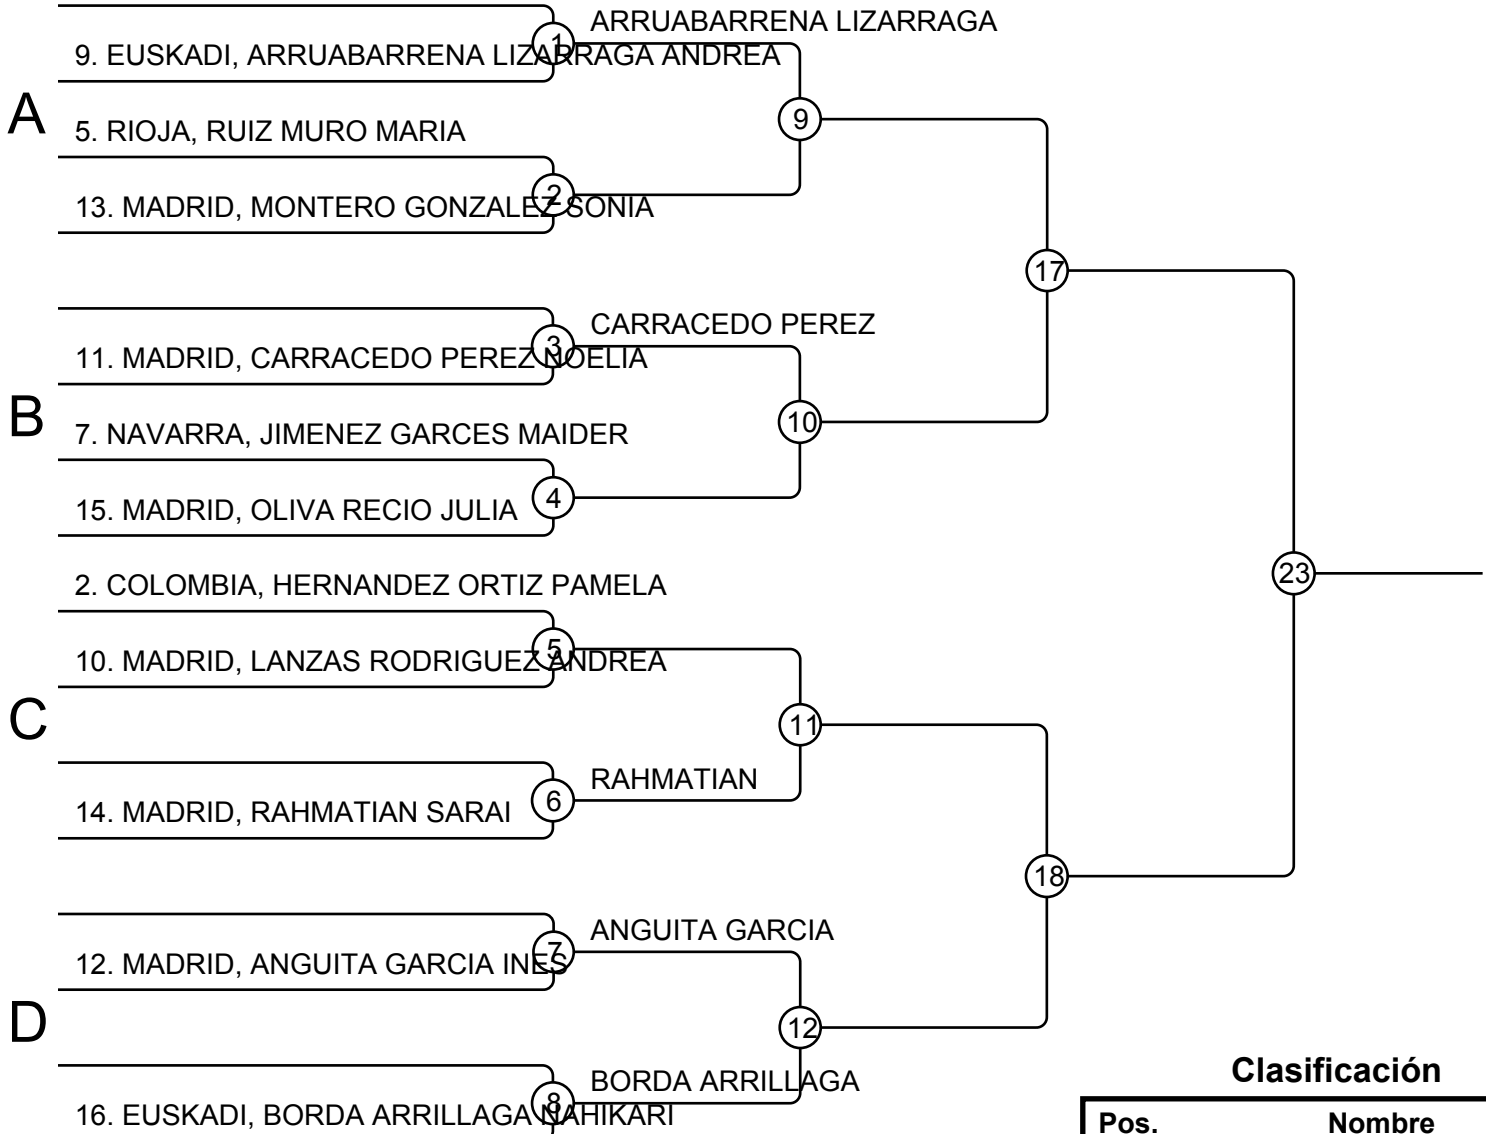 ARRUABARRENA LIZARRAGA
1
9. EUSKADI, ARRUABARRENA LIZARRAGA ANDREA
A
9
5. RIOJA, RUIZ MURO MARIA
2
13. MADRID, MONTERO GONZALEZ SONIA
17
CARRACEDO PEREZ
3
11. MADRID, CARRACEDO PEREZ NOELIA
B
10
7. NAVARRA, JIMENEZ GARCES MAIDER
4
15. MADRID, OLIVA RECIO JULIA
23
2. COLOMBIA, HERNANDEZ ORTIZ PAMELA
5
10. MADRID, LANZAS RODRIGUEZ ANDREA
C
11
RAHMATIAN
6
14. MADRID, RAHMATIAN SARAI
18
ANGUITA GARCIA
7
12. MADRID, ANGUITA GARCIA INES
D
12
BORDA ARRILLAGA
8
16. EUSKADI, BORDA ARRILLAGA NAHIKARI
Clasificación
Pos. Nombre